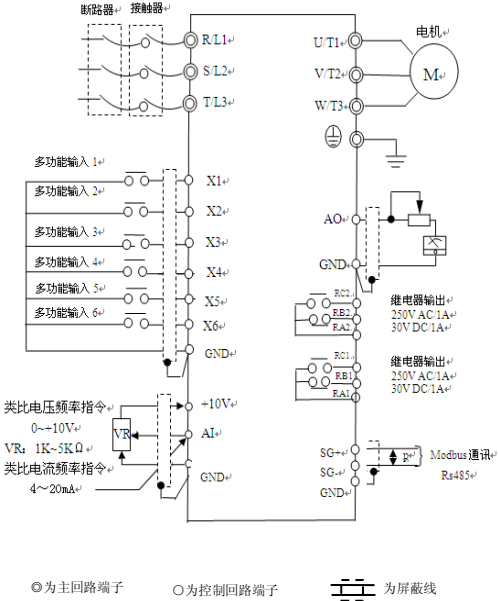 断路器
接触器
R/L1
S/L2
T/L3
U/T1
V/T2
W/T3
电机
M
多功能输入 1
多功能输入 2
多功能输入 3
多功能输入 4
多功能输入 5
多功能输入 6
X1
X2
X3
X4
X5
X6
GND
AO
GND
RC2
RB2
RA2
继电器输出
250V AC/1A
30V DC/1A
RC1
RB1
RA1
继电器输出
250V AC/1A
30V DC/1A
类比电压频率指令
0~+10V
VR：1K~5KΩ
类比电流频率指令
4～20mA
VR
+10V
AI
GND
SG+
SG-
GND
p
Modbus 通讯
Rs485
◎为主回路端子
○为控制回路端子
为屏蔽线